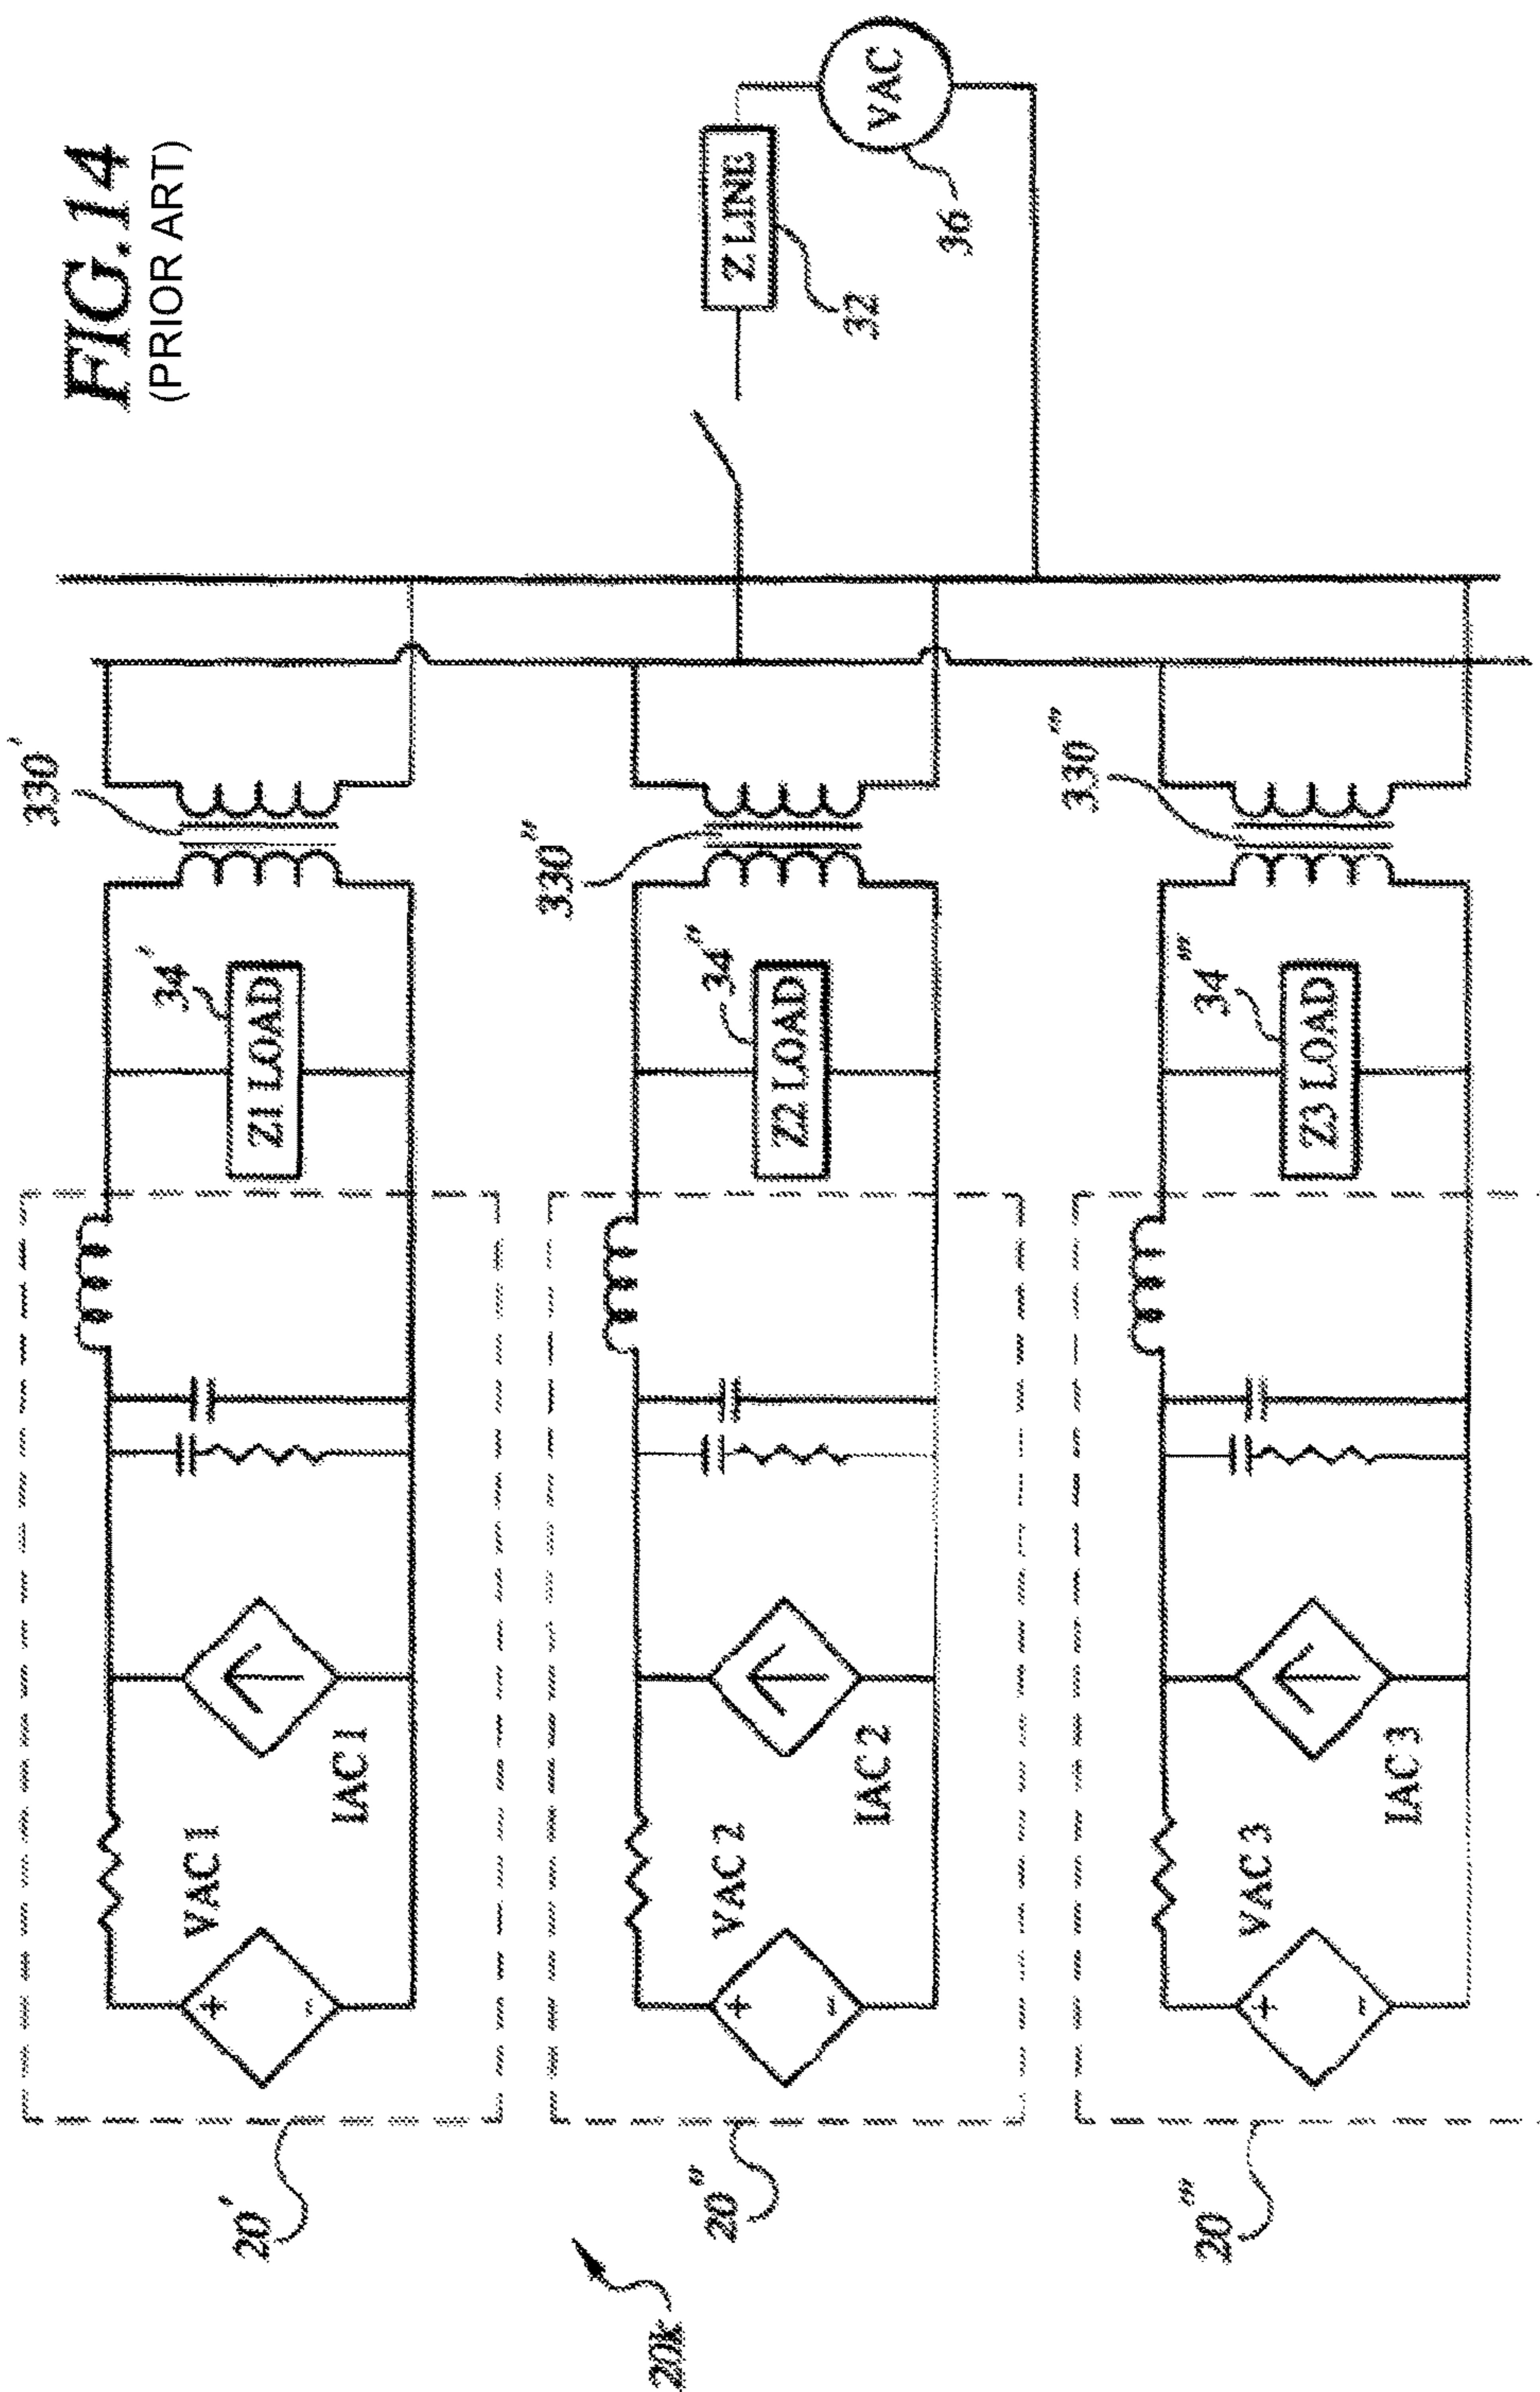 FIG.14
(PRIOR ART)
330'
330"
330'''
VAC
Z LINE
32
36
34'
Z1 LOAD
34"
Z2 LOAD
34'''
Z3 LOAD
VAC 1
IAC 1
VAC 2
IAC 2
VAC 3
IAC 3
+
-
+
-
+
-
20'
20"
20'''
20k